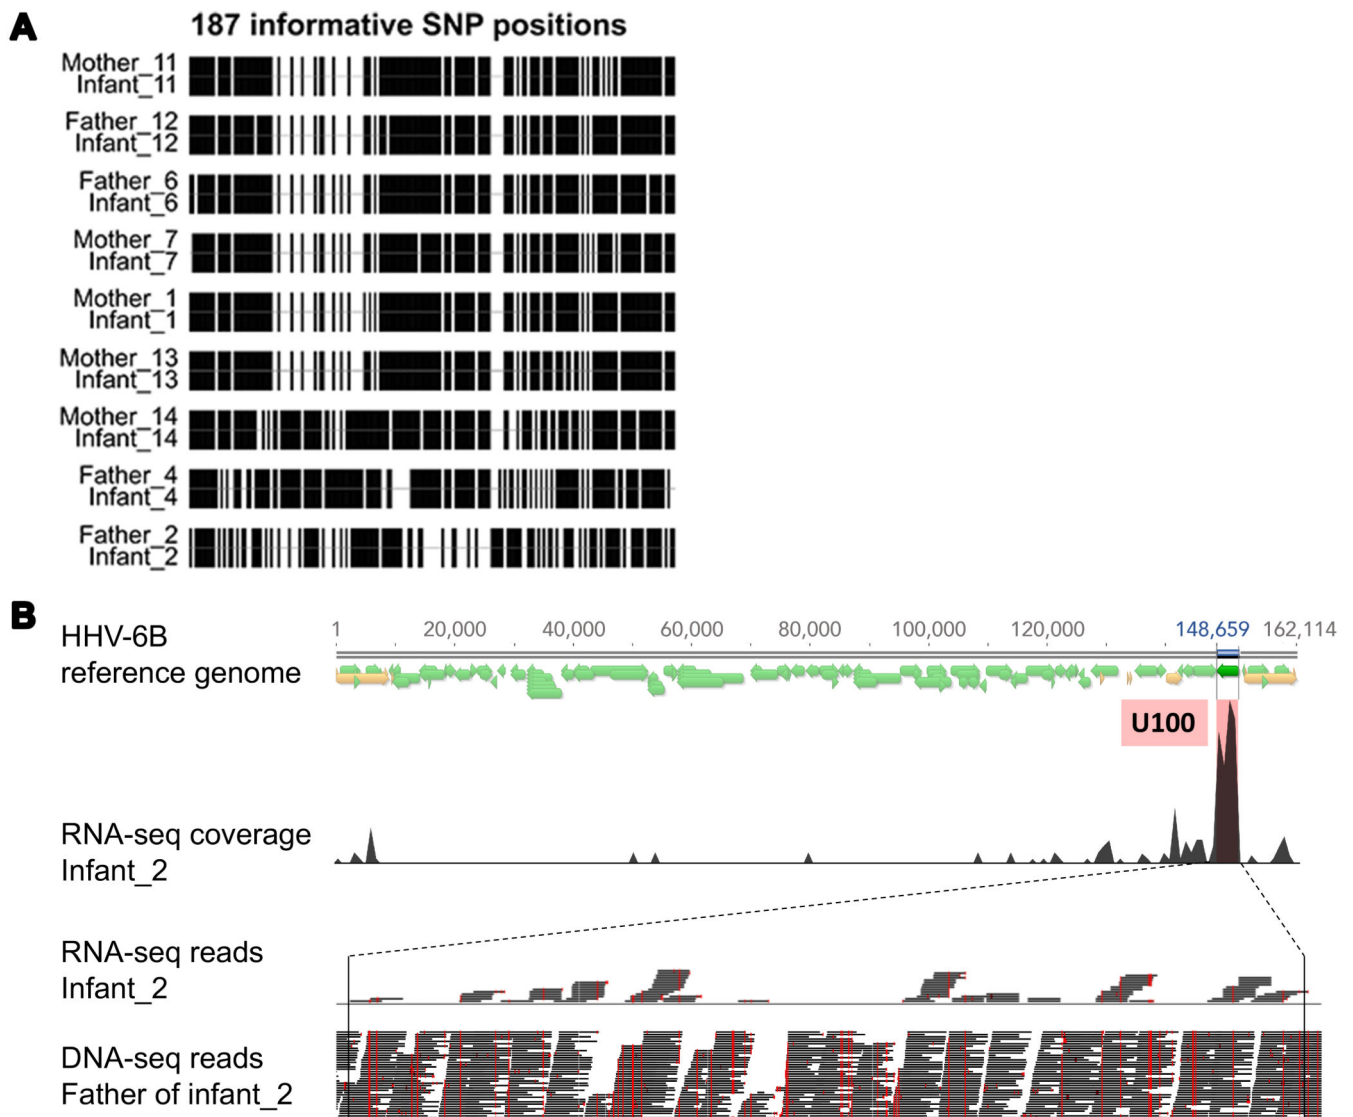 A
187 informative SNP positions
Mother_11
Infant_11
Father_12
Infant_12
Father_6
Infant_6
Mother_7
Infant_7
Mother_1
Infant_1
Mother_13
Infant_13
Mother_14
Infant_14
Father_4
Infant_4
Father_2
Infant_2
B
HHV-6B
reference genome
1 20,000 40,000 60,000 80,000 100,000 120,000 148,659 162,114
U100
RNA-seq coverage
Infant_2
RNA-seq reads
Infant_2
DNA-seq reads
Father of infant_2